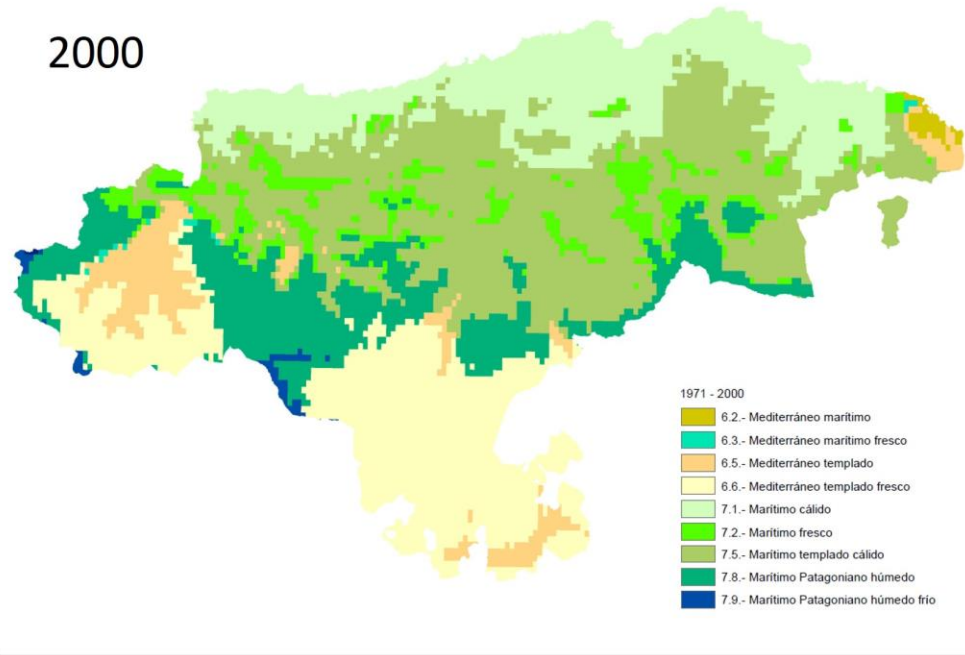 2000
1971 - 2000
6.2.- Mediterráneo marítimo
6.3.- Mediterráneo marítimo fresco
6.5.- Mediterráneo templado
6.6.- Mediterráneo templado fresco
7.1.- Marítimo cálido
7.2.- Marítimo fresco
7.5.- Marítimo templado cálido
7.8.- Marítimo Patagoniano húmedo
7.9.- Marítimo Patagoniano húmedo frío